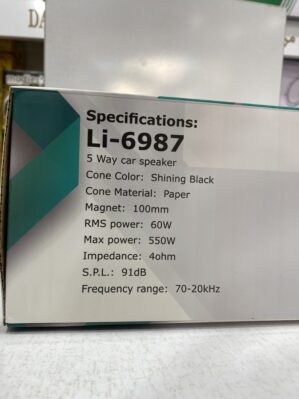 DA
Specifications:
Li-6987
5 Way car speaker
Cone Color: Shining Black
Cone Material: Paper
Magnet: 100mm
RMS power: 60W
Max power: 550W
Impedance: 4ohm
S.P.L.: 91dB
Frequency range: 70-20kHz